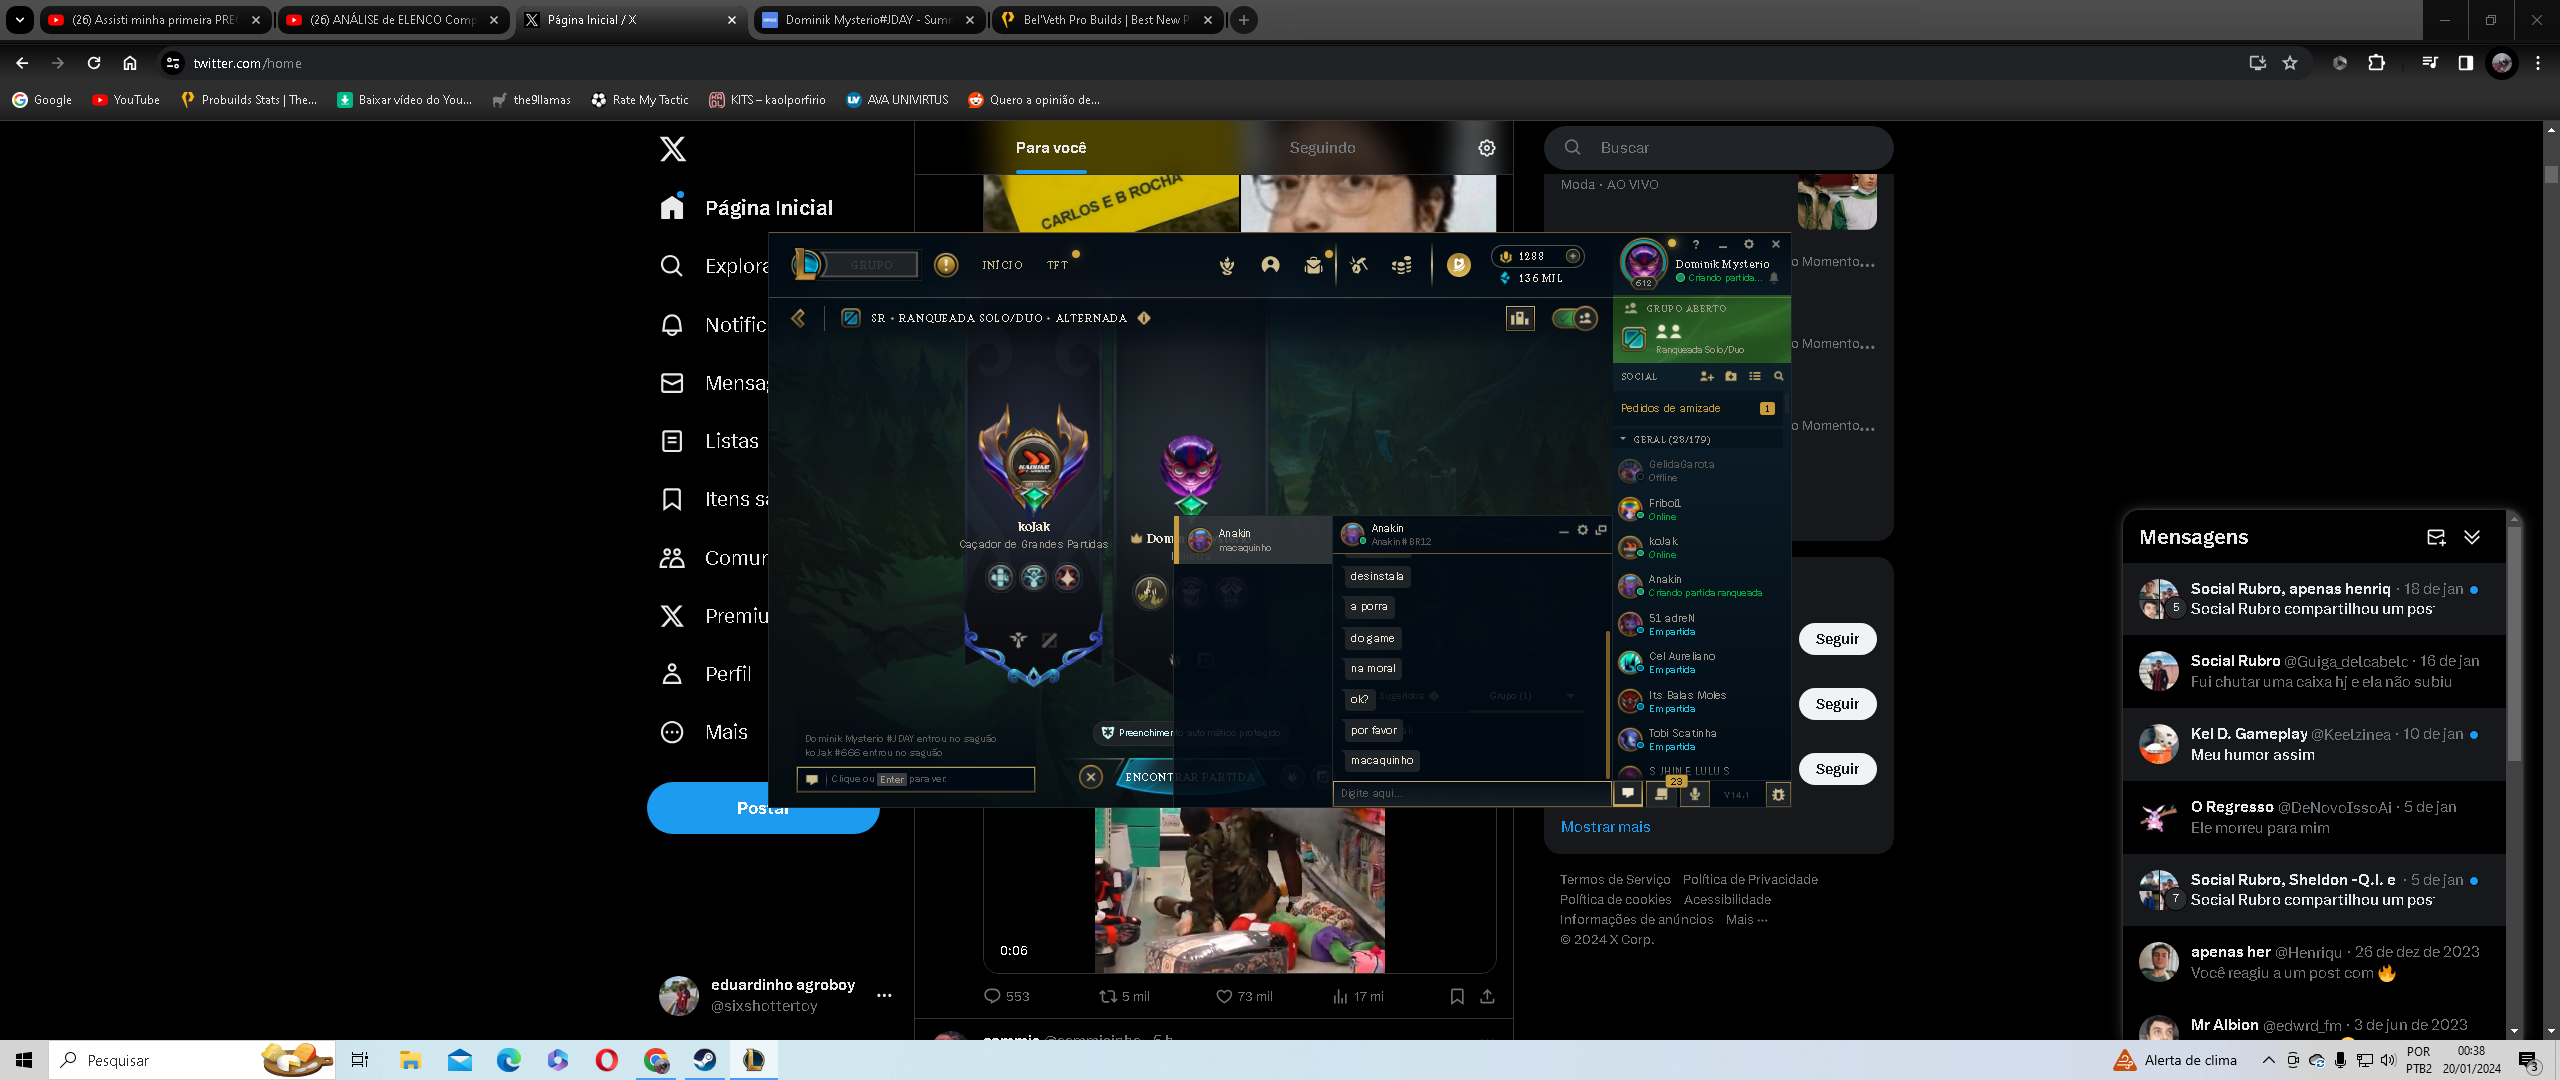 (26) Assisti minha primeira PRE
(26) ANÁLISE de ELENCO Comp
Página Inicial / X
Dominik Mysterio#JDAY - Sum
Bel'Veth Pro Builds | Best New P
twitter.com/home
Google
YouTube
Probuilds Stats | The...
Baixar vídeo do You...
the9llamas
Rate My Tactic
KITS – kaolporfirio
AVA UNIVIRTUS
Quero a opinião de...
Para você
Seguindo
Buscar
Moda · AO VIVO
CARLOS E B ROCHA
Página Inicial
Explora
Notific
Mensa
Listas
Itens sa
Comun
Premiu
Perfil
Mais
Postar
eduardinho agroboy
@sixshottertoy
GRUPO
INÍCIO
TFT
1288
136 MIL
612
Dominik Mysterio
Criando partida...
SR • RANQUEADA SOLO/DUO • ALTERNADA
GRUPO ABERTO
Ranqueada Solo/Duo
SOCIAL
Pedidos de amizade
1
GERAL (28/179)
GelidaGarota
Offline
Friboi1
Online
koJak
Online
Anakin
Criando partida ranqueada
51 adreN
Em partida
Cel Aureliano
Em partida
Its Balas Moles
Em partida
Tobi Scatinha
Em partida
S JHIN E LULU S
23
V14.1
koJak
Caçador de Grandes Partidas
Dom
Anakin
macaquinho
Anakin
Anakin#BR12
desinstala
a porra
do game
na moral
ok?
por favor
macaquinho
Sugeridos
Grupo (1)
Digite aqui...
Preenchimento automático protegido
ENCONTRAR PARTIDA
Dominik Mysterio #JDAY entrou no saguão
koJak #666 entrou no saguão
Clique ou Enter para ver.
o Momento...
o Momento...
o Momento...
Seguir
Seguir
Seguir
Mostrar mais
Termos de Serviço
Política de Privacidade
Política de cookies
Acessibilidade
Informações de anúncios
Mais ···
© 2024 X Corp.
0:06
553
5 mil
73 mil
17 mi
Mensagens
Social Rubro, apenas henriq · 18 de jan
5
Social Rubro compartilhou um pos
Social Rubro @Guiga_delcabelc · 16 de jan
Fui chutar uma caixa hj e ela não subiu
Kel D. Gameplay @Keelzinea · 10 de jan
Meu humor assim
O Regresso @DeNovoIssoAi · 5 de jan
Ele morreu para mim
Social Rubro, Sheldon -Q.I. e · 5 de jan
7
Social Rubro compartilhou um pos
apenas her @Henriqu · 26 de dez de 2023
Você reagiu a um post com 🔥
Mr Albion @edwrd_fm · 3 de jun de 2023
Pesquisar
Alerta de clima
POR
PTB2
00:38
20/01/2024
3